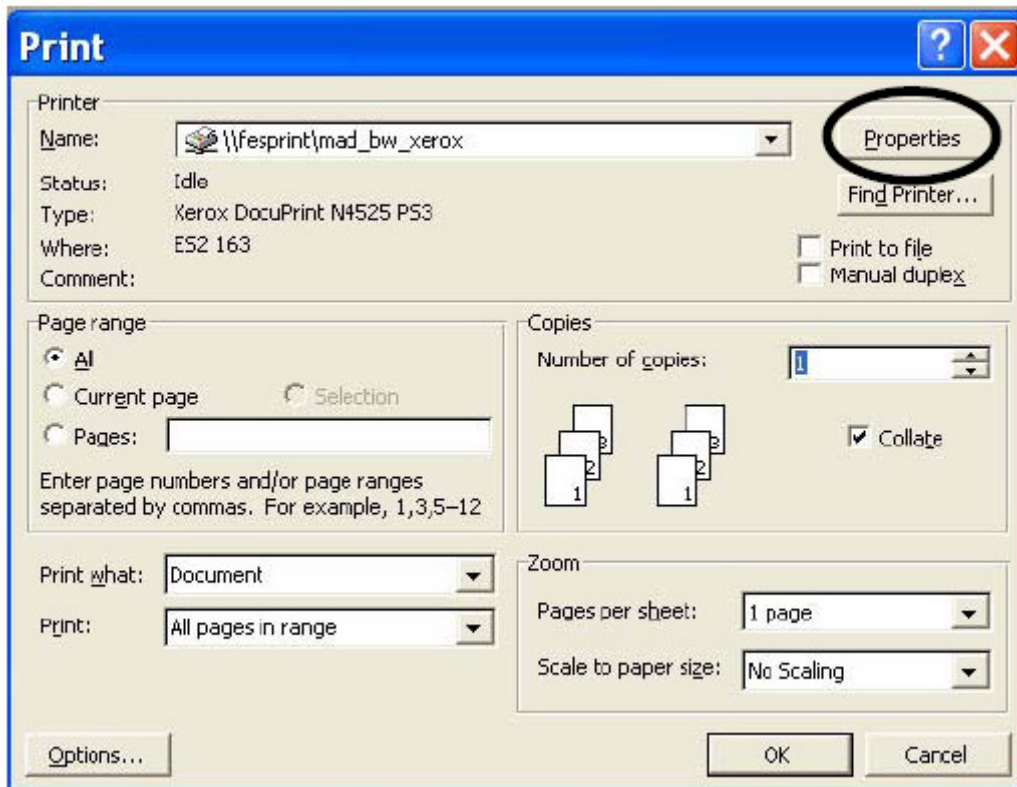 Print
Printer
Name: \\fesprint\mad_bw_xerox Properties
Status: Idle Find Printer...
Type: Xerox DocuPrint N4525 PS3
Where: ES2 163 Print to file
Comment: Manual duplex
Page range
All
Current page Selection
Pages:
Enter page numbers and/or page ranges
separated by commas. For example, 1,3,5–12
Copies
Number of copies: 1
3 3
2 2
1 1
Collate
Print what: Document
Print: All pages in range
Zoom
Pages per sheet: 1 page
Scale to paper size: No Scaling
Options... OK Cancel